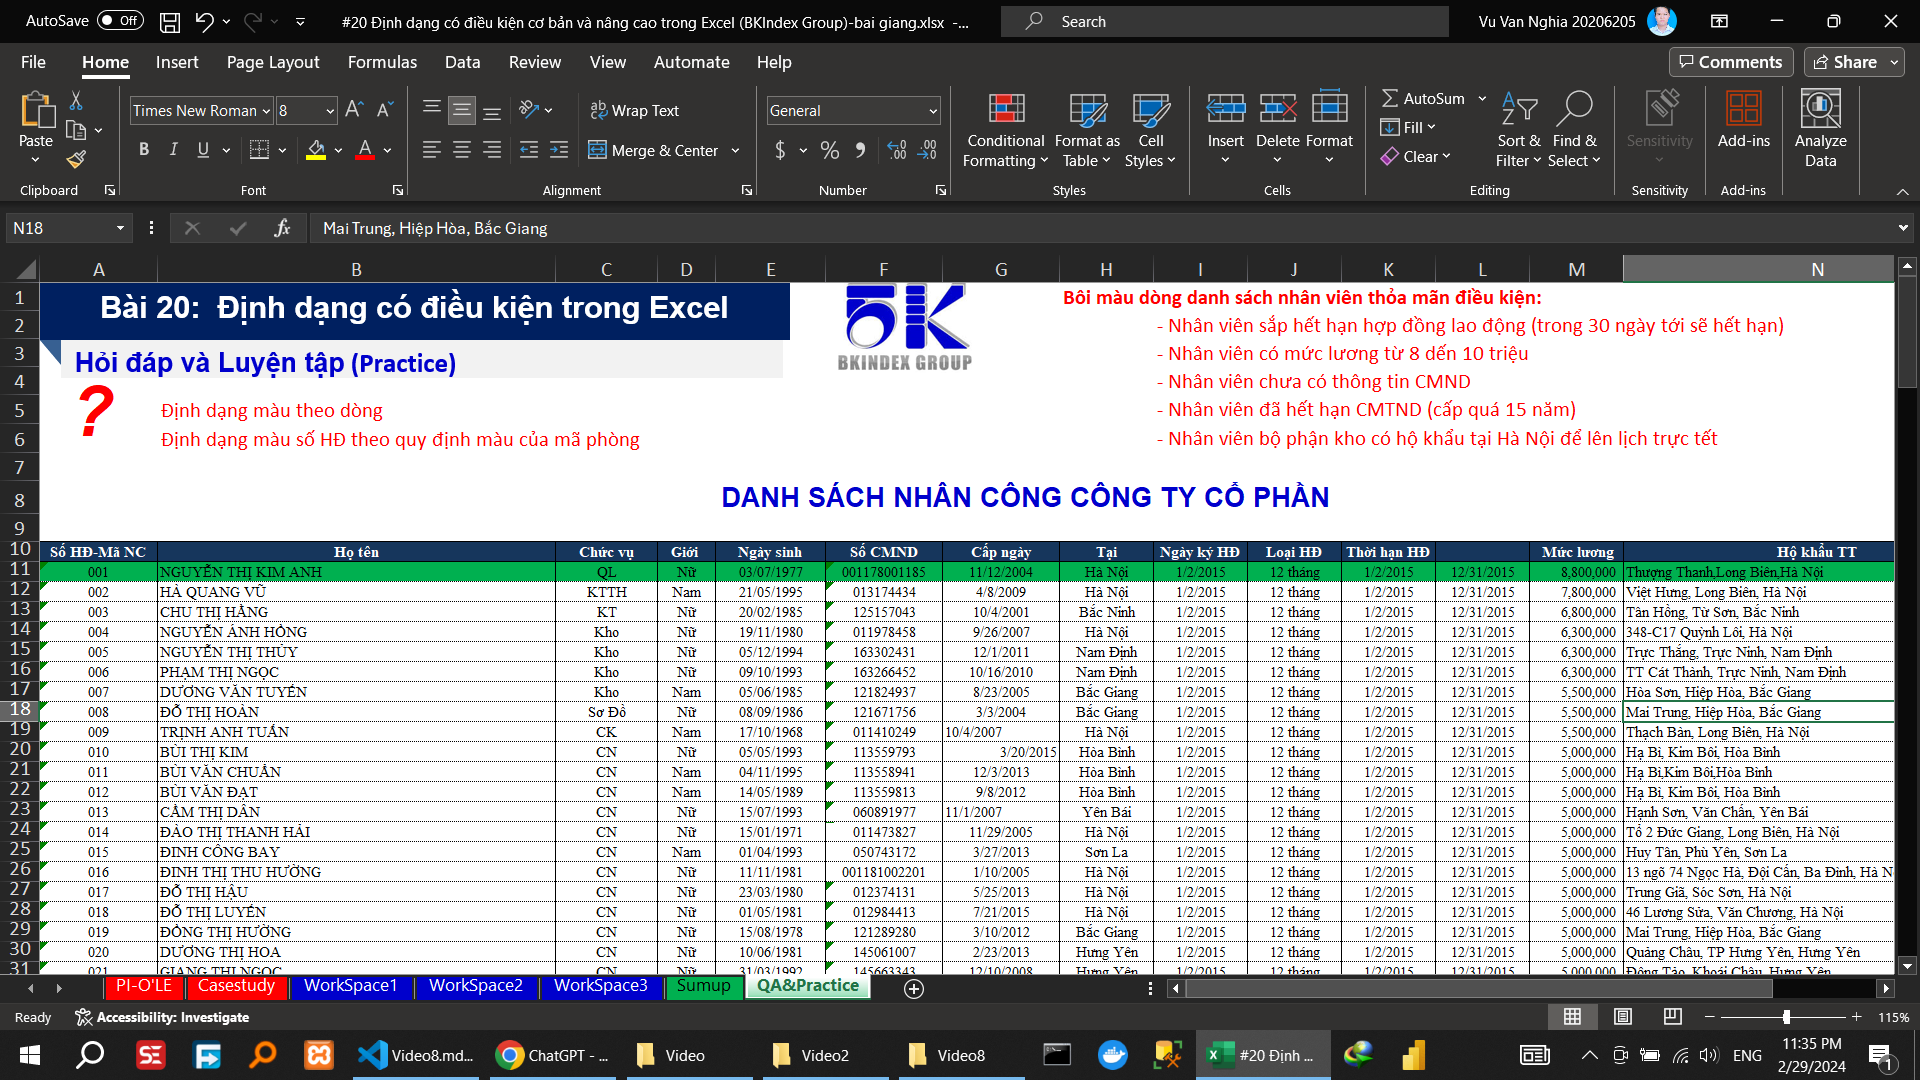 AutoSave Off #20 Định dạng có điều kiện cơ bản và nâng cao trong Excel (BKIndex Group)-bai giang.xlsx -... Search Vu Van Nghia 20206205
File Home Insert Page Layout Formulas Data Review View Automate Help Comments Share
Times New Roman 8 Wrap Text General AutoSum
Paste B I U A Merge & Center $ % Conditional Formatting Format as Table Cell Styles Insert Delete Format Fill Clear Sort & Filter Find & Select Sensitivity Add-ins Analyze Data
Clipboard Font Alignment Number Styles Cells Editing Sensitivity Add-ins
N18 fx Mai Trung, Hiệp Hòa, Bắc Giang
A B C D E F G H I J K L M N
1 Bài 20: Định dạng có điều kiện trong Excel 5K Bôi màu dòng danh sách nhân viên thỏa mãn điều kiện:
2 - Nhân viên sắp hết hạn hợp đồng lao động (trong 30 ngày tới sẽ hết hạn)
3 Hỏi đáp và Luyện tập (Practice) BKINDEX GROUP - Nhân viên có mức lương từ 8 dến 10 triệu
4 ? - Nhân viên chưa có thông tin CMND
5 Định dạng màu theo dòng - Nhân viên đã hết hạn CMTND (cấp quá 15 năm)
6 Định dạng màu số HĐ theo quy định màu của mã phòng - Nhân viên bộ phận kho có hộ khẩu tại Hà Nội để lên lịch trực tết
7
8 DANH SÁCH NHÂN CÔNG CÔNG TY CỔ PHẦN
9
10 Số HĐ-Mã NC Họ tên Chức vụ Giới Ngày sinh Số CMND Cấp ngày Tại Ngày ký HĐ Loại HĐ Thời hạn HĐ Mức lương Hộ khẩu TT
11 001 NGUYỄN THỊ KIM ANH QL Nữ 03/07/1977 001178001185 11/12/2004 Hà Nội 1/2/2015 12 tháng 1/2/2015 12/31/2015 8,800,000 Thượng Thanh,Long Biên,Hà Nội
12 002 HÀ QUANG VŨ KTTH Nam 21/05/1995 013174434 4/8/2009 Hà Nội 1/2/2015 12 tháng 1/2/2015 12/31/2015 7,800,000 Việt Hưng, Long Biên, Hà Nội
13 003 CHU THỊ HẰNG KT Nữ 20/02/1985 125157043 10/4/2001 Bắc Ninh 1/2/2015 12 tháng 1/2/2015 12/31/2015 6,800,000 Tân Hồng, Từ Sơn, Bắc Ninh
14 004 NGUYỄN ÁNH HỒNG Kho Nữ 19/11/1980 011978458 9/26/2007 Hà Nội 1/2/2015 12 tháng 1/2/2015 12/31/2015 6,300,000 348-C17 Quỳnh Lôi, Hà Nội
15 005 NGUYỄN THỊ THỦY Kho Nữ 05/12/1994 163302431 12/1/2011 Nam Định 1/2/2015 12 tháng 1/2/2015 12/31/2015 6,300,000 Trực Thắng, Trực Ninh, Nam Định
16 006 PHẠM THỊ NGỌC Kho Nữ 09/10/1993 163266452 10/16/2010 Nam Định 1/2/2015 12 tháng 1/2/2015 12/31/2015 6,300,000 TT Cát Thành, Trực Ninh, Nam Định
17 007 DƯƠNG VĂN TUYỂN Kho Nam 05/06/1985 121824937 8/23/2005 Bắc Giang 1/2/2015 12 tháng 1/2/2015 12/31/2015 5,500,000 Hòa Sơn, Hiệp Hòa, Bắc Giang
18 008 ĐỖ THỊ HOÀN Sơ Đồ Nữ 08/09/1986 121671756 3/3/2004 Bắc Giang 1/2/2015 12 tháng 1/2/2015 12/31/2015 5,500,000 Mai Trung, Hiệp Hòa, Bắc Giang
19 009 TRỊNH ANH TUẤN CK Nam 17/10/1968 011410249 10/4/2007 Hà Nội 1/2/2015 12 tháng 1/2/2015 12/31/2015 5,500,000 Thạch Bàn, Long Biên, Hà Nội
20 010 BÙI THỊ KIM CN Nữ 05/05/1993 113559793 3/20/2015 Hòa Bình 1/2/2015 12 tháng 1/2/2015 12/31/2015 5,000,000 Hạ Bì, Kim Bôi, Hòa Bình
21 011 BÙI VĂN CHUẨN CN Nam 04/11/1995 113558941 12/3/2013 Hòa Bình 1/2/2015 12 tháng 1/2/2015 12/31/2015 5,000,000 Hạ Bì,Kim Bôi,Hòa Bình
22 012 BÙI VĂN ĐẠT CN Nam 14/05/1989 113559813 9/8/2012 Hòa Bình 1/2/2015 12 tháng 1/2/2015 12/31/2015 5,000,000 Hạ Bì, Kim Bôi, Hòa Bình
23 013 CẦM THỊ DÂN CN Nữ 15/07/1993 060891977 11/1/2007 Yên Bái 1/2/2015 12 tháng 1/2/2015 12/31/2015 5,000,000 Hạnh Sơn, Văn Chấn, Yên Bái
24 014 ĐÀO THỊ THANH HẢI CN Nữ 15/01/1971 011473827 11/29/2005 Hà Nội 1/2/2015 12 tháng 1/2/2015 12/31/2015 5,000,000 Tổ 2 Đức Giang, Long Biên, Hà Nội
25 015 ĐINH CÔNG BAY CN Nam 01/04/1993 050743172 3/27/2013 Sơn La 1/2/2015 12 tháng 1/2/2015 12/31/2015 5,000,000 Huy Tân, Phù Yên, Sơn La
26 016 ĐINH THỊ THU HƯỜNG CN Nữ 11/11/1981 001181002201 1/10/2005 Hà Nội 1/2/2015 12 tháng 1/2/2015 12/31/2015 5,000,000 13 ngõ 74 Ngọc Hà, Đội Cấn, Ba Đình, Hà N
27 017 ĐỖ THỊ HẬU CN Nữ 23/03/1980 012374131 5/25/2013 Hà Nội 1/2/2015 12 tháng 1/2/2015 12/31/2015 5,000,000 Trung Giã, Sóc Sơn, Hà Nội
28 018 ĐỖ THỊ LUYẾN CN Nữ 01/05/1981 012984413 7/21/2015 Hà Nội 1/2/2015 12 tháng 1/2/2015 12/31/2015 5,000,000 46 Lương Sử​a, Văn Chương, Hà Nội
29 019 ĐỒNG THỊ HƯỜNG CN Nữ 15/08/1978 121289280 3/10/2012 Bắc Giang 1/2/2015 12 tháng 1/2/2015 12/31/2015 5,000,000 Mai Trung, Hiệp Hòa, Bắc Giang
30 020 DƯƠNG THỊ HOA CN Nữ 10/06/1981 145061007 2/23/2013 Hưng Yên 1/2/2015 12 tháng 1/2/2015 12/31/2015 5,000,000 Quảng Châu, TP Hưng Yên, Hưng Yên
31 021 GIANG THỊ NGỌC CN Nữ 31/03/1992 145663343 12/10/2008 Hưng Yên 1/2/2015 12 tháng 1/2/2015 12/31/2015 5,000,000 Đông Tảo, Khoái Châu, Hưng Yên
PI-O'LE Casestudy WorkSpace1 WorkSpace2 WorkSpace3 Sumup QA&Practice
Ready Accessibility: Investigate 115%
Video8.md... ChatGPT - ... Video Video2 Video8 #20 Định ... ENG 11:35 PM
2/29/2024 1